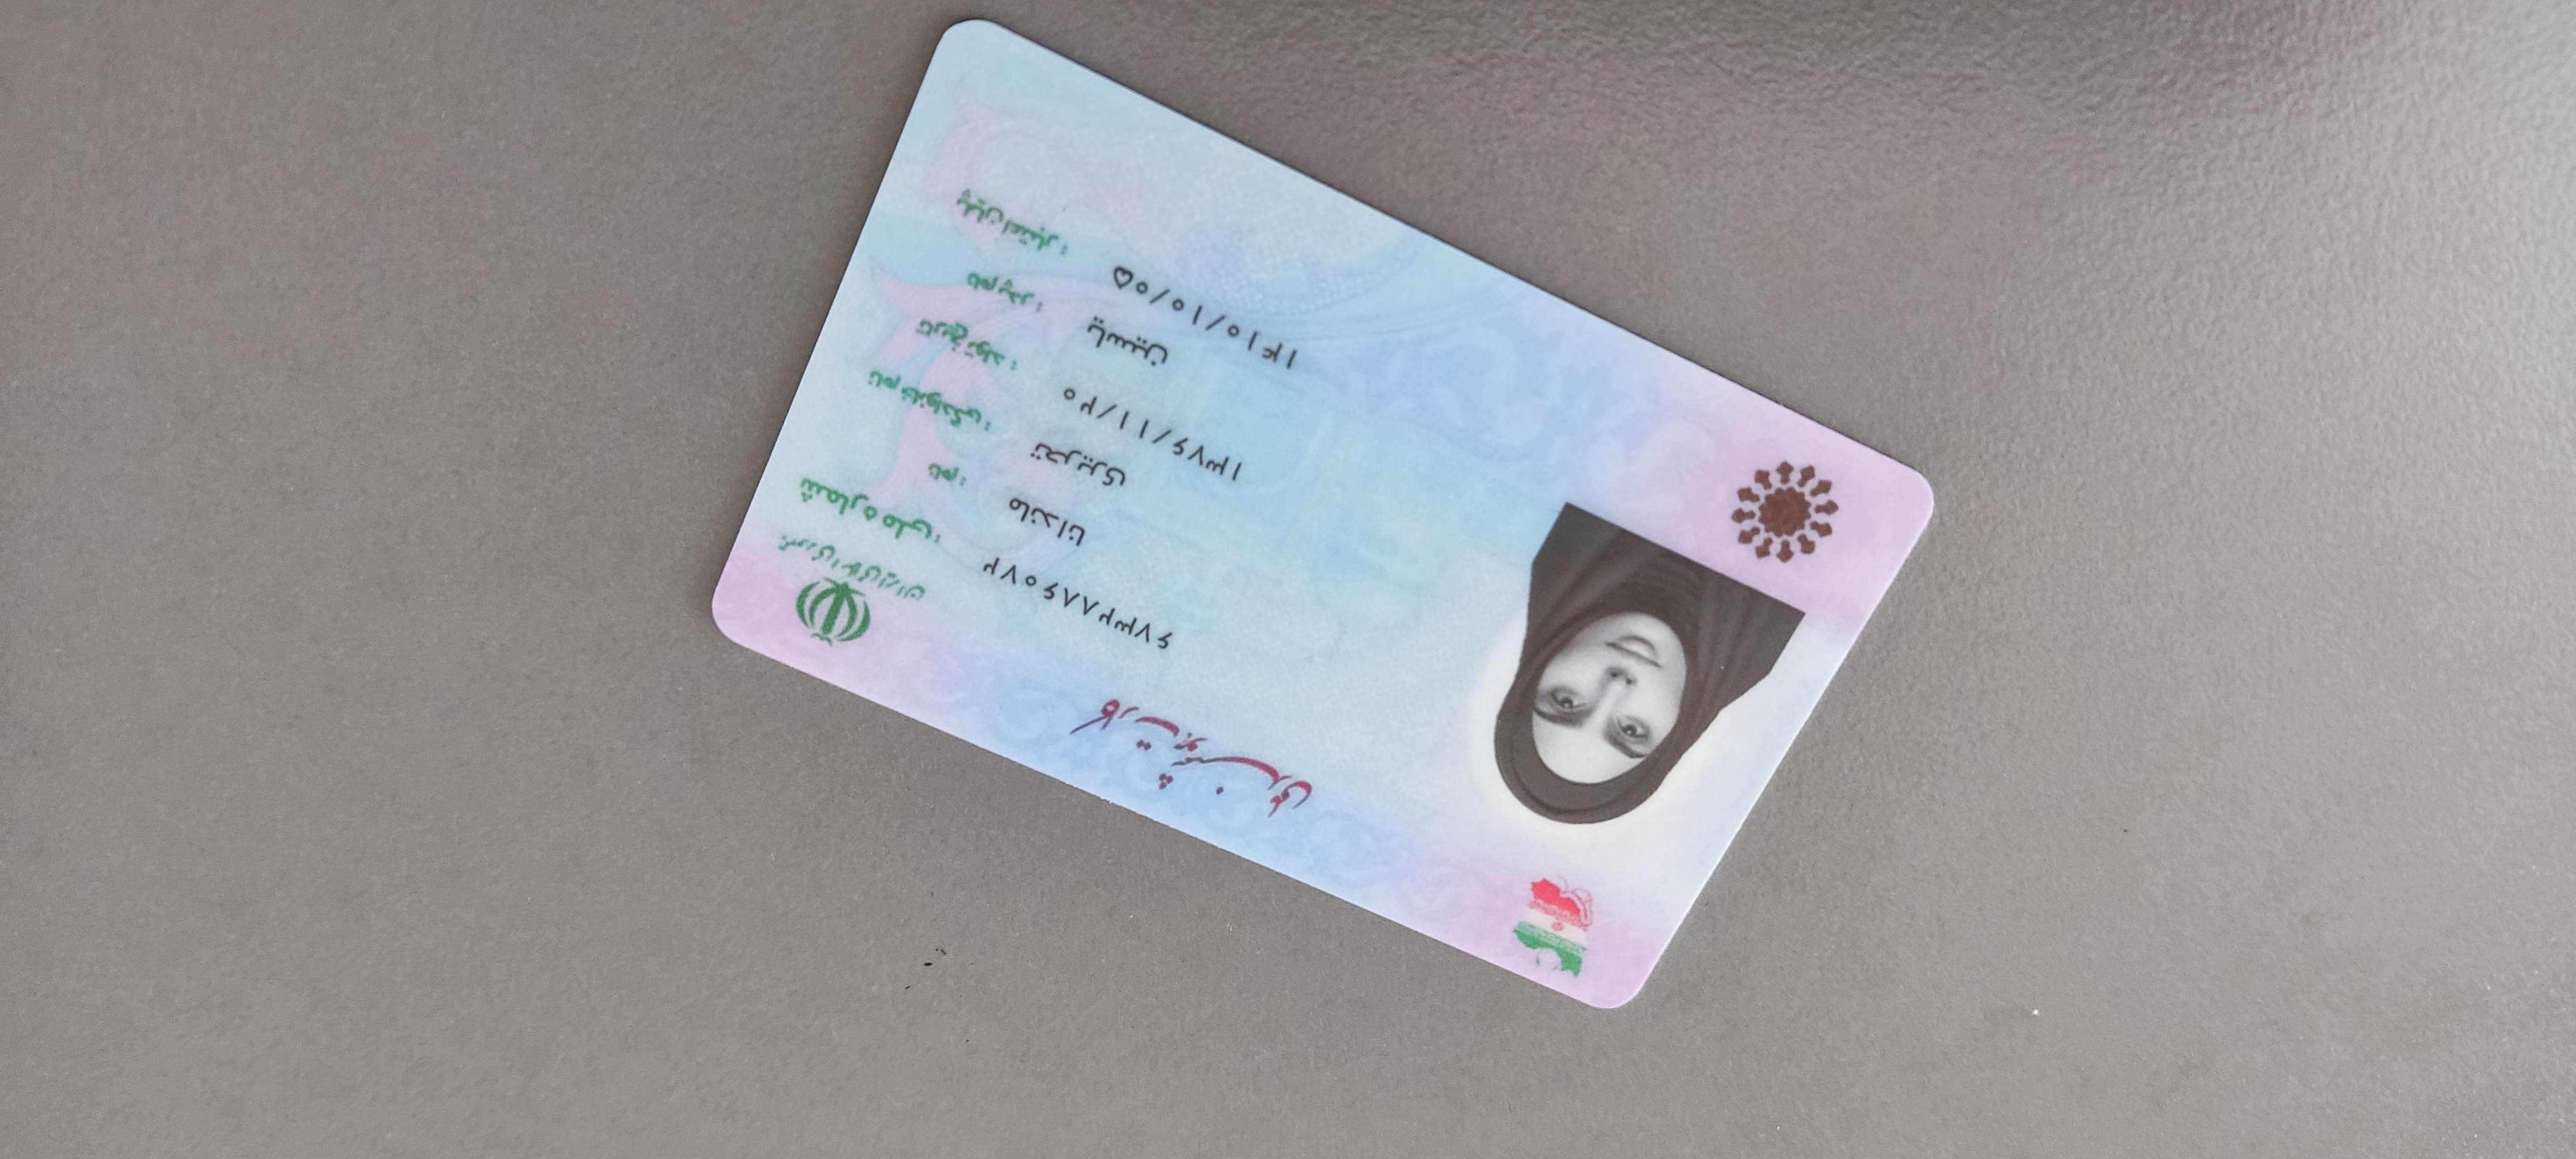 کارت هوشمند ملی
جمهوری اسلامی ایران
شماره ملی: ۶۷۳۲۸۸۶۰۷۲
نام: ماندانا
نام خانوادگی: تحریری
تاریخ تولد: ۱۳۷۶/۱۱/۲۰
نام پدر: یاسین
پایان اعتبار: ۱۴۱۰/۱۰/۰۵